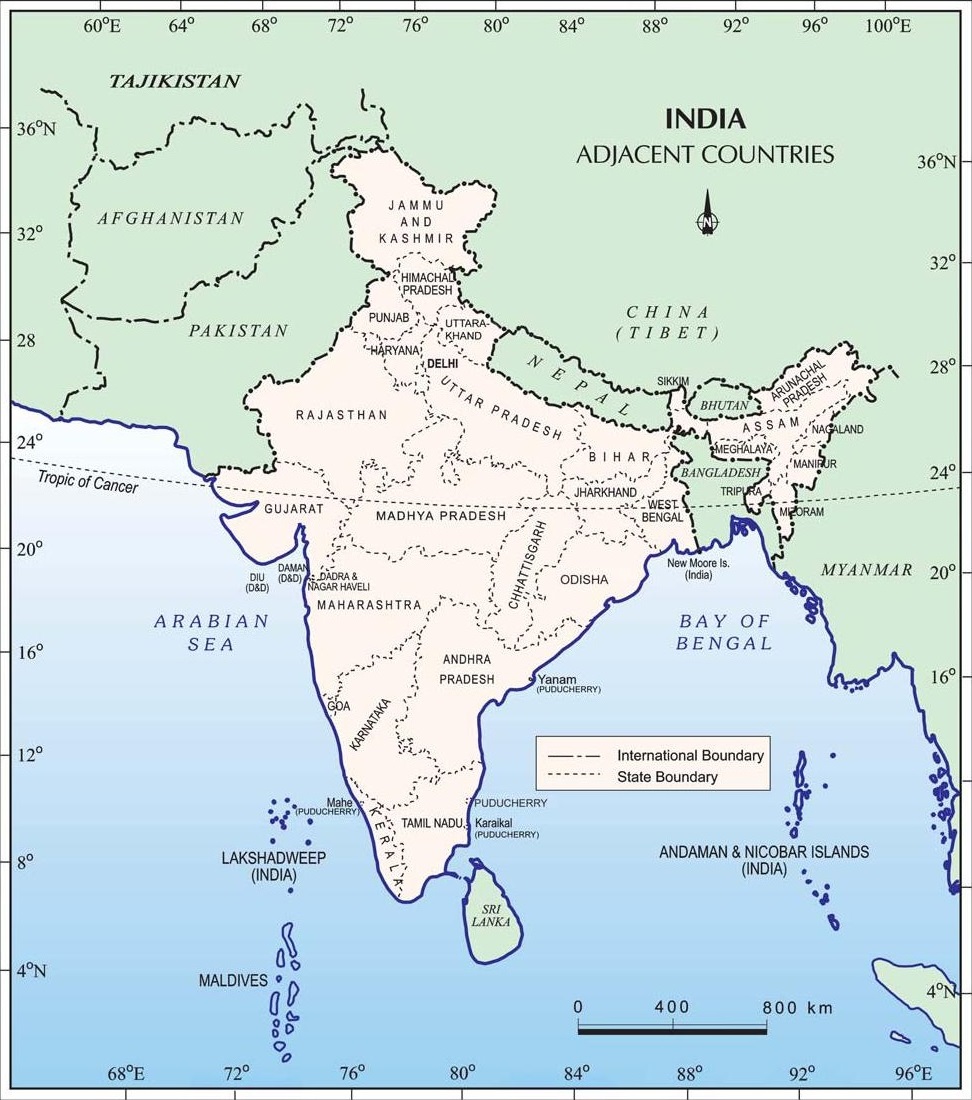 60°E 64° 68° 72° 76° 80° 84° 88° 92° 96° 100°E
TAJIKISTAN
INDIA
ADJACENT COUNTRIES
36°N
36°N
N
AFGHANISTAN
JAMMU
AND
KASHMIR
32°
32°
HIMACHAL
PRADESH
CHINA
(TIBET)
PAKISTAN
PUNJAB
UTTARA-
KHAND
28°
HARYANA
DELHI
28°
NEPAL
SIKKIM
ARUNACHAL
PRADESH
BHUTAN
RAJASTHAN
UTTAR PRADESH
ASSAM
NAGALAND
24°
BIHAR
MEGHALAYA
MANIPUR
24°
BANGLADESH
Tropic of Cancer
JHARKHAND
TRIPURA
WEST
BENGAL
MIZORAM
GUJARAT
MADHYA PRADESH
20°
CHHATTISGARH
New Moore Is.
(India)
MYANMAR
20°
DIU
(D&D)
DAMAN
(D&D)
DADRA &
NAGAR HAVELI
ODISHA
MAHARASHTRA
ARABIAN
SEA
BAY OF
BENGAL
16°
ANDHRA
PRADESH
Yanam
(PUDUCHERRY)
16°
GOA
KARNATAKA
12°
International Boundary
State Boundary
12°
Mahe
(PUDUCHERRY)
PUDUCHERRY
KERALA
TAMIL NADU
Karaikal
(PUDUCHERRY)
8°
LAKSHADWEEP
(INDIA)
ANDAMAN & NICOBAR ISLANDS
(INDIA)
8°
SRI
LANKA
4°N
MALDIVES
4°N
0 400 800 km
68°E 72° 76° 80° 84° 88° 92° 96°E